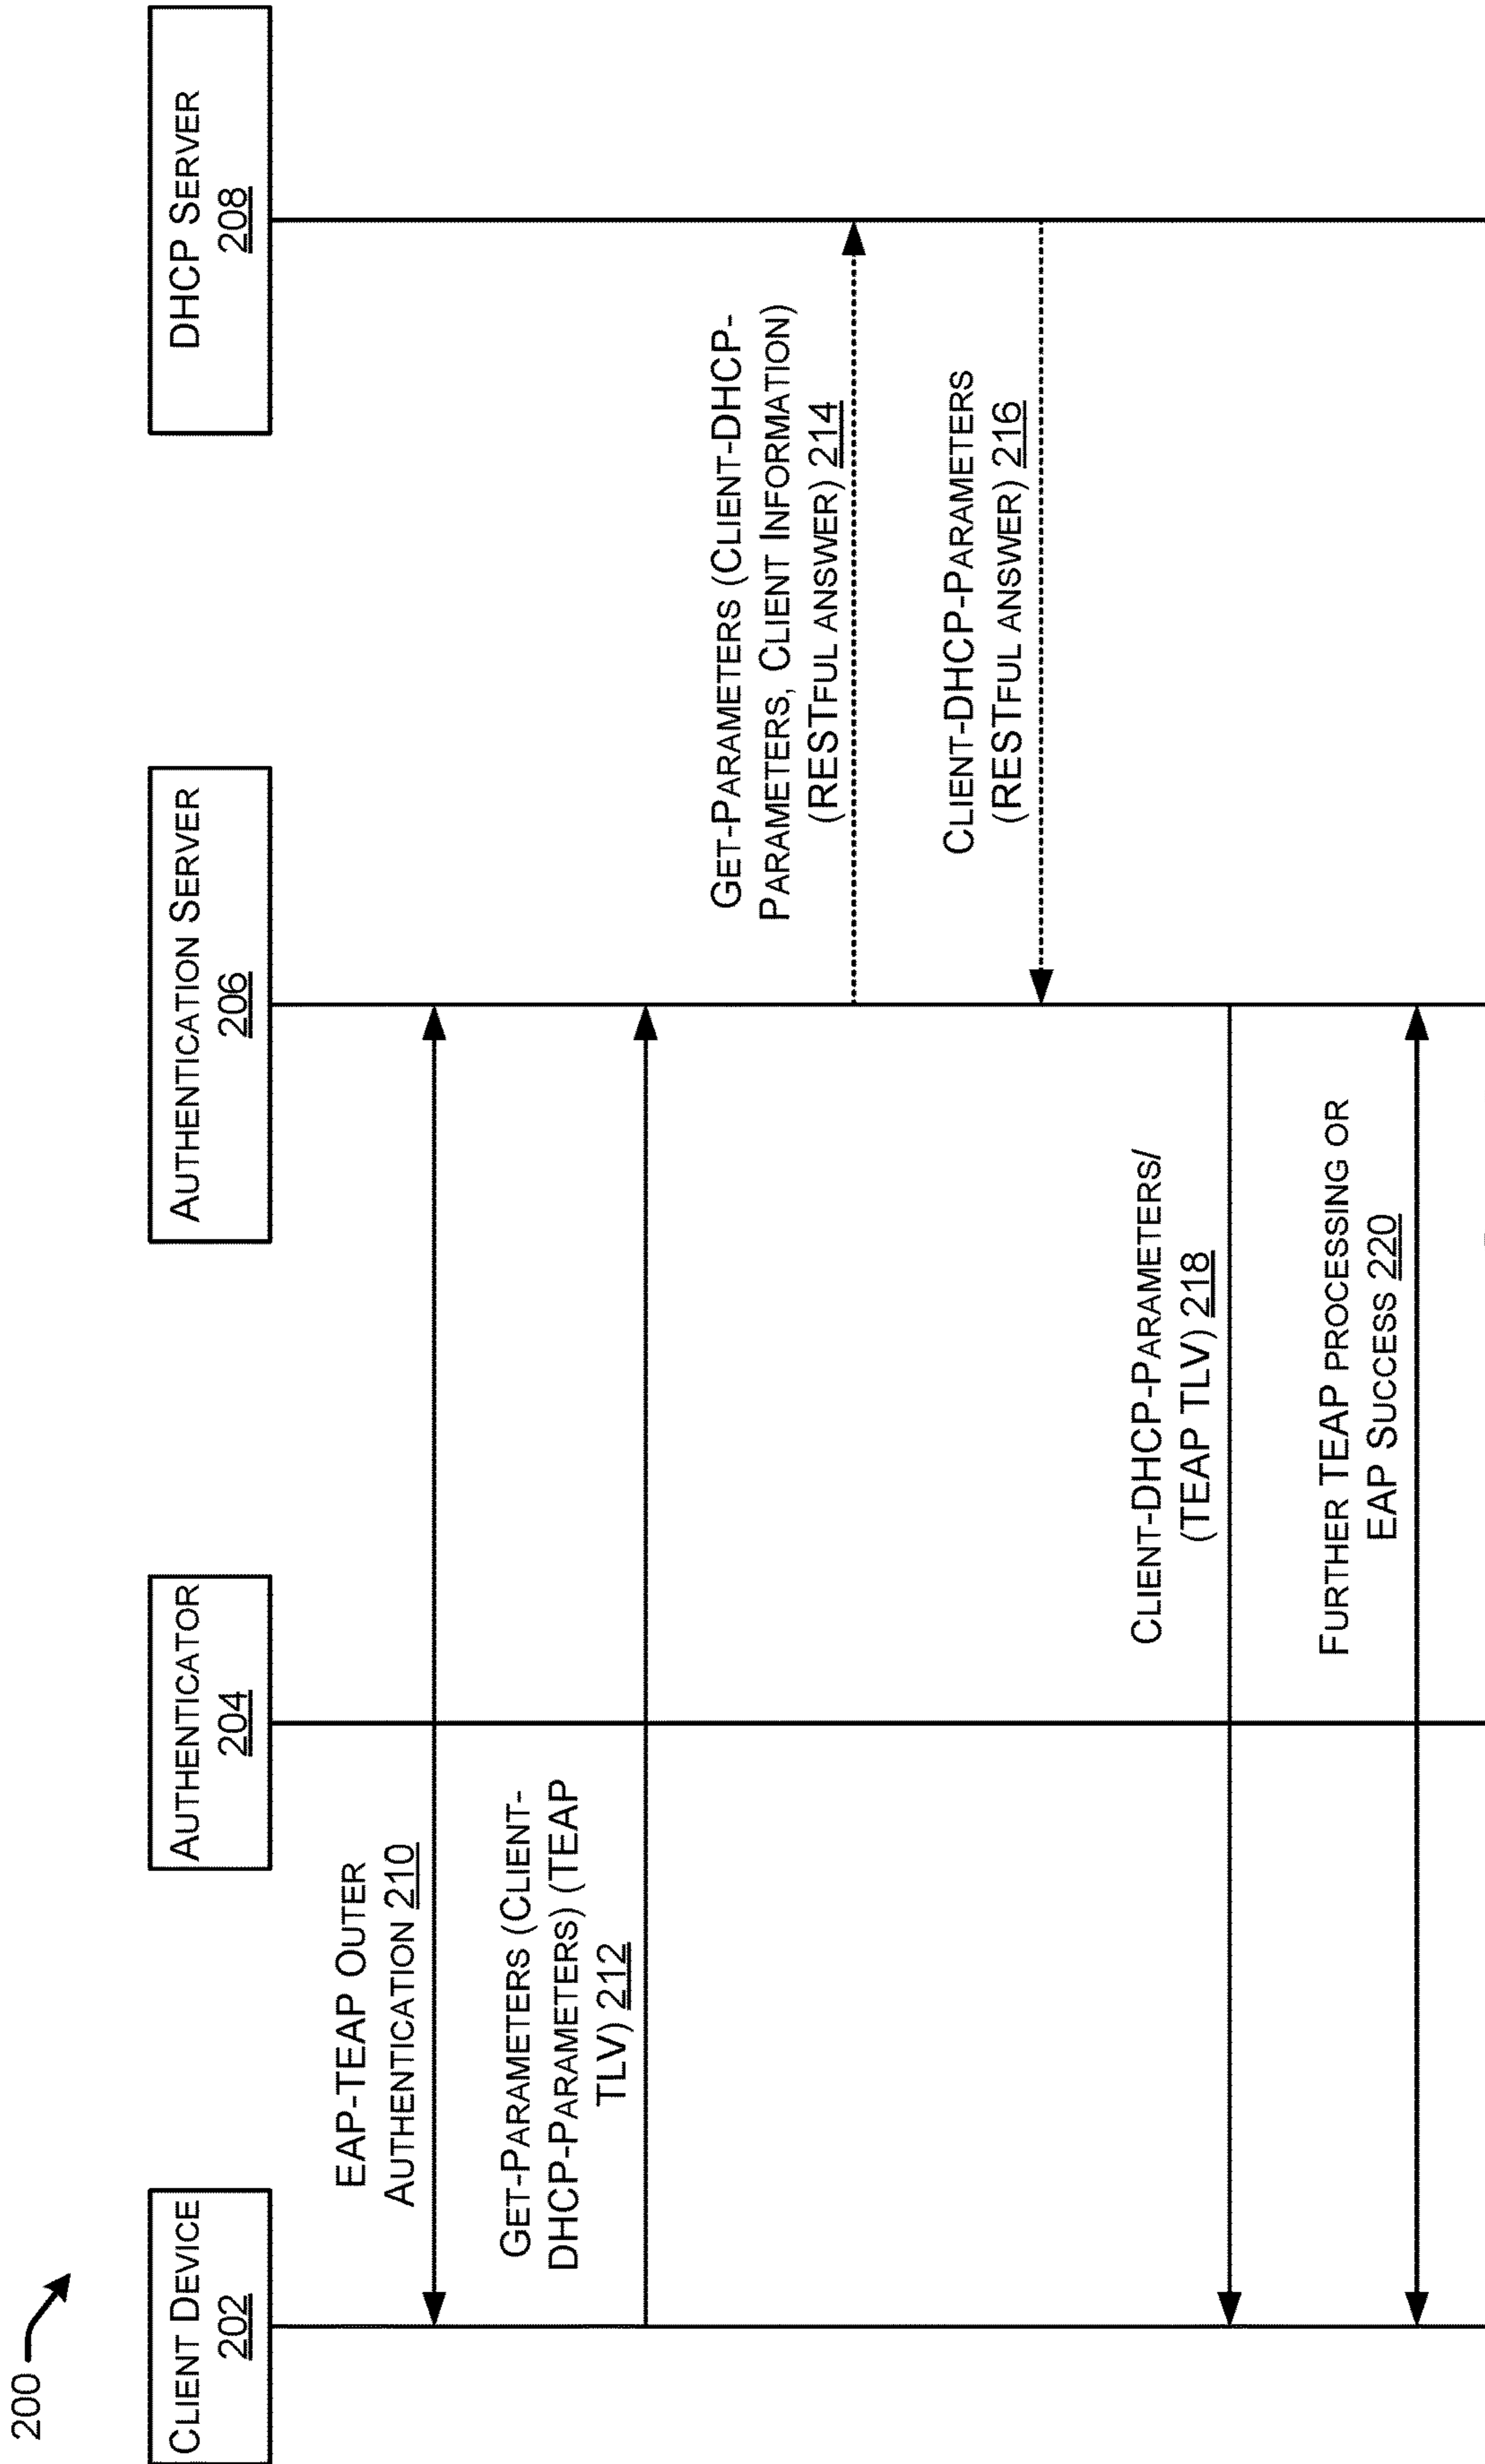 200
CLIENT DEVICE
202
AUTHENTICATOR
204
AUTHENTICATION SERVER
206
DHCP SERVER
208
EAP-TEAP OUTER
AUTHENTICATION 210
GET-PARAMETERS (CLIENT-
DHCP-PARAMETERS) (TEAP
TLV) 212
GET-PARAMETERS (CLIENT-DHCP-
PARAMETERS, CLIENT INFORMATION)
(RESTFUL ANSWER) 214
CLIENT-DHCP-PARAMETERS
(RESTFUL ANSWER) 216
CLIENT-DHCP-PARAMETERS/
(TEAP TLV) 218
FURTHER TEAP PROCESSING OR
EAP SUCCESS 220